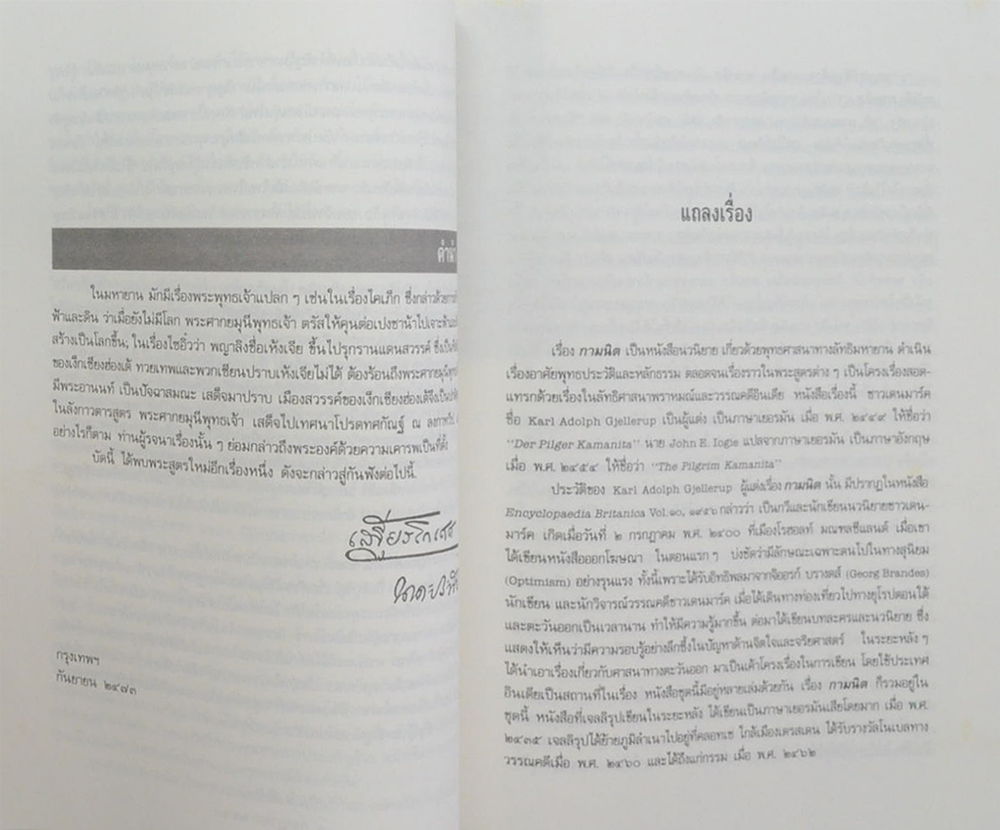 คำนำ
ในมหายาน มักมีเรื่องพระพุทธเจ้าแปลก ๆ เช่นในเรื่องไคเภ็ก ซึ่งกล่าวด้วยการ
ฟ้าและดิน ว่าเมื่อยังไม่มีโลก พระศากยมุนีพุทธเจ้า ตรัสให้คุนต่อเปงซาน้ำไปเจาะ
สร้างเป็นโลกขึ้น; ในเรื่องไซอิ๋วว่า พญาลิงชื่อเห้งเจีย ขึ้นไปรุกรานแดนสวรรค์ ซึ่งเป็น
ของเง็กเซียงฮ่องเต้ ทวยเทพและพวกเซียนปราบเห้งเจียไม่ได้ ต้องร้อนถึงพระศากยมุนีพุทธ
มีพระอานนท์ เป็นปัจฉาสมณะ เสด็จมาปราบ เมืองสวรรค์ของเง็กเซียงฮ่องเต้จึงเป็น
ในลังกาวตารสูตร พระศากยมุนีพุทธเจ้า เสด็จไปเทศนาโปรดทศกัณฐ์ ณ ลงกา
อย่างไรก็ตาม ท่านผู้รจนาเรื่องนั้น ๆ ย่อมกล่าวถึงพระองค์ด้วยความเคารพเป็นที่ตั้ง
บัดนี้ ได้พบพระสูตรใหม่อีกเรื่องหนึ่ง ดังจะกล่าวสู่กันฟังต่อไปนี้.
เสฐียรโกเศศ
นาคะประทีป
กรุงเทพฯ
กันยายน ๒๔๗๓
แถลงเรื่อง
เรื่อง กามนิต เป็นหนังสือนวนิยาย เกี่ยวด้วยพุทธศาสนาทางลัทธิมหายาน ดำเนิน
เรื่องอาศัยพุทธประวัติและหลักธรรม ตลอดจนเรื่องราวในพระสูตรต่าง ๆ เป็นโครงเรื่องสอด-
แทรกด้วยเรื่องในลัทธิศาสนาพราหมณ์และวรรณคดีอินเดีย หนังสือเรื่องนี้ ชาวเดนมาร์ค
ชื่อ Karl Adolph Gjellerup เป็นผู้แต่ง เป็นภาษาเยอรมัน เมื่อ พ.ศ. ๒๔๔๙ ให้ชื่อว่า
"Der Pilger Kamanita" นาย John E. Iogie แปลจากภาษาเยอรมัน เป็นภาษาอังกฤษ
เมื่อ พ.ศ. ๒๔๕๔ ให้ชื่อว่า "The Pilgrim Kamanita"
ประวัติของ Karl Adolph Gjellerup ผู้แต่งเรื่อง กามนิต นั้น มีปรากฏในหนังสือ
Encyclopaedia Britanica Vol.๑๐, ๑๙๕๖ กล่าวว่า เป็นกวีและนักเขียนนวนิยายชาวเดน-
มาร์ค เกิดเมื่อวันที่ ๒ กรกฎาคม พ.ศ. ๒๔๐๐ ที่เมืองโรฮอลท์ มณฑลซีแลนด์ เมื่อเขา
ได้เขียนหนังสือออกโฆษณา ในตอนแรก ๆ บ่งชัดว่ามีลักษณะเฉพาะตนไปในทางสุนิยม
(Optimism) อย่างรุนแรง ทั้งนี้เพราะได้รับอิทธิพลมาจากจิออร์ก บรางดส์ (Georg Brandes)
นักเขียน และนักวิจารณ์วรรณคดีชาวเดนมาร์ค เมื่อได้เดินทางท่องเที่ยวไปทางยุโรปตอนใต้
และตะวันออกเป็นเวลานาน ทำให้มีความรู้มากขึ้น ต่อมาได้เขียนบทละครและนวนิยาย ซึ่ง
แสดงให้เห็นว่ามีความรอบรู้อย่างลึกซึ้งในปัญหาด้านจิตใจและจริยศาสตร์ ในระยะหลัง ๆ
ได้นำเอาเรื่องเกี่ยวกับศาสนาทางตะวันออก มาเป็นเค้าโครงเรื่องในการเขียน โดยใช้ประเทศ
อินเดียเป็นสถานที่ในเรื่อง หนังสือชุดนี้มีอยู่หลายเล่มด้วยกัน เรื่อง กามนิต ก็รวมอยู่ใน
ชุดนี้ หนังสือที่เจลลิรุปเขียนในระยะหลัง ได้เขียนเป็นภาษาเยอรมันเสียโดยมาก เมื่อ พ.ศ.
๒๔๓๕ เจลลิรุปได้ย้ายภูมิลำเนาไปอยู่ที่คลอทเช่ ใกล้เมืองเดรสเดน ได้รับรางวัลโนเบลทาง
วรรณคดีเมื่อ พ.ศ. ๒๔๖๐ และได้ถึงแก่กรรม เมื่อ พ.ศ. ๒๔๖๒